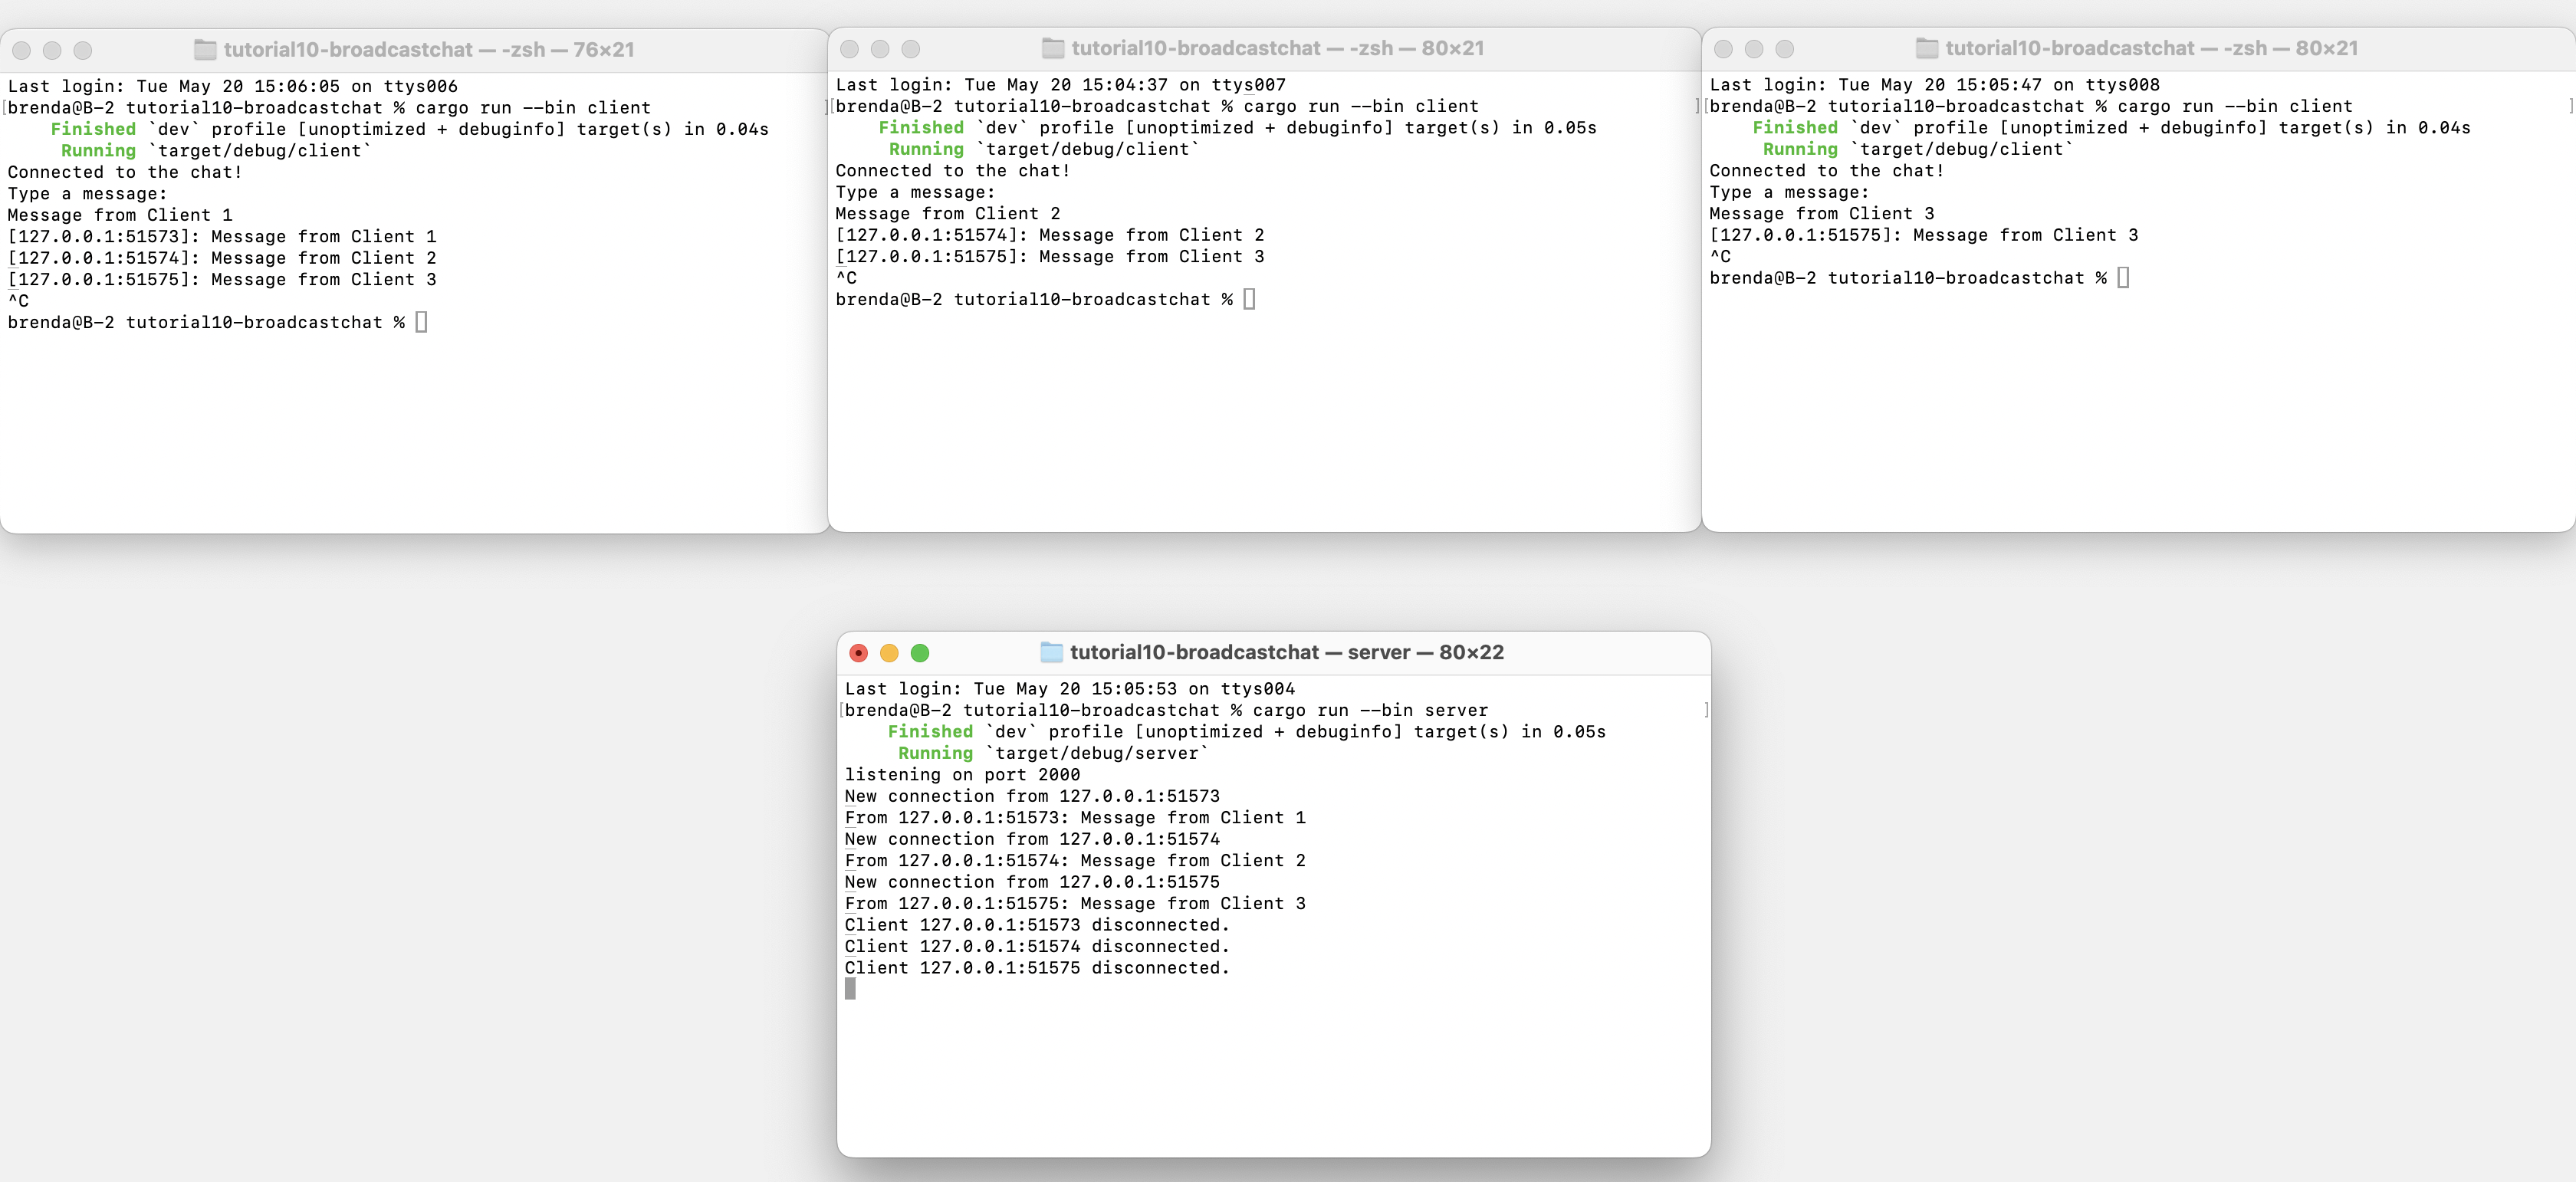 tutorial10-broadcastchat — -zsh — 76×21
Last login: Tue May 20 15:06:05 on ttys006
[brenda@B-2 tutorial10-broadcastchat % cargo run --bin client ]
Finished `dev` profile [unoptimized + debuginfo] target(s) in 0.04s
Running `target/debug/client`
Connected to the chat!
Type a message:
Message from Client 1
[127.0.0.1:51573]: Message from Client 1
[127.0.0.1:51574]: Message from Client 2
[127.0.0.1:51575]: Message from Client 3
^C
brenda@B-2 tutorial10-broadcastchat %
tutorial10-broadcastchat — -zsh — 80×21
Last login: Tue May 20 15:04:37 on ttys007
[brenda@B-2 tutorial10-broadcastchat % cargo run --bin client ]
Finished `dev` profile [unoptimized + debuginfo] target(s) in 0.05s
Running `target/debug/client`
Connected to the chat!
Type a message:
Message from Client 2
[127.0.0.1:51574]: Message from Client 2
[127.0.0.1:51575]: Message from Client 3
^C
brenda@B-2 tutorial10-broadcastchat %
tutorial10-broadcastchat — -zsh — 80×21
Last login: Tue May 20 15:05:47 on ttys008
[brenda@B-2 tutorial10-broadcastchat % cargo run --bin client ]
Finished `dev` profile [unoptimized + debuginfo] target(s) in 0.04s
Running `target/debug/client`
Connected to the chat!
Type a message:
Message from Client 3
[127.0.0.1:51575]: Message from Client 3
^C
brenda@B-2 tutorial10-broadcastchat %
tutorial10-broadcastchat — server — 80×22
Last login: Tue May 20 15:05:53 on ttys004
[brenda@B-2 tutorial10-broadcastchat % cargo run --bin server ]
Finished `dev` profile [unoptimized + debuginfo] target(s) in 0.05s
Running `target/debug/server`
listening on port 2000
New connection from 127.0.0.1:51573
From 127.0.0.1:51573: Message from Client 1
New connection from 127.0.0.1:51574
From 127.0.0.1:51574: Message from Client 2
New connection from 127.0.0.1:51575
From 127.0.0.1:51575: Message from Client 3
Client 127.0.0.1:51573 disconnected.
Client 127.0.0.1:51574 disconnected.
Client 127.0.0.1:51575 disconnected.